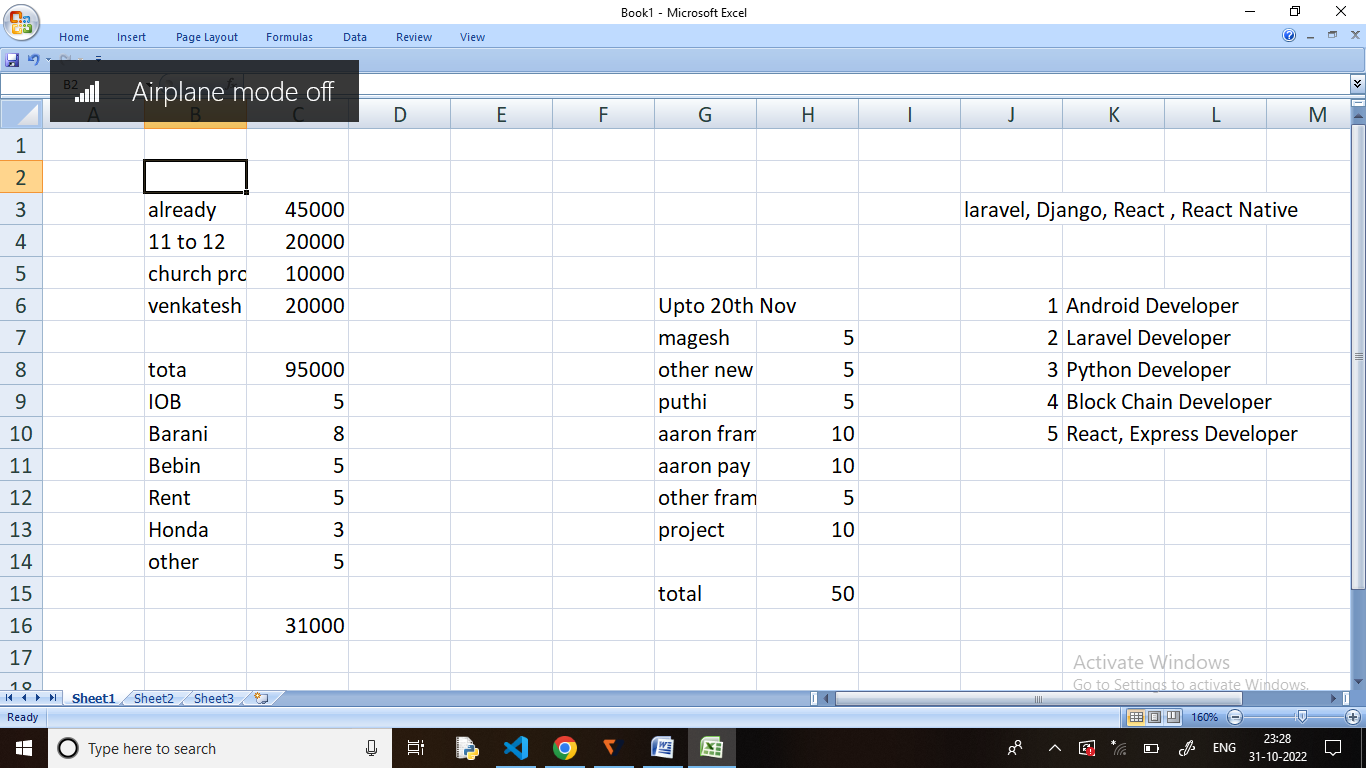 Book1 - Microsoft Excel
Home Insert Page Layout Formulas Data Review View
B2
Airplane mode off
A B C D E F G H I J K L M
1
2
3 already 45000 laravel, Django, React , React Native
4 11 to 12 20000
5 church pro 10000
6 venkatesh 20000 Upto 20th Nov 1 Android Developer
7 magesh 5 2 Laravel Developer
8 tota 95000 other new 5 3 Python Developer
9 IOB 5 puthi 5 4 Block Chain Developer
10 Barani 8 aaron fram 10 5 React, Express Developer
11 Bebin 5 aaron pay 10
12 Rent 5 other fram 5
13 Honda 3 project 10
14 other 5
15 total 50
16 31000
17
18
Activate Windows
Go to Settings to activate Windows.
Sheet1 Sheet2 Sheet3
Ready 160%
Type here to search ENG 23:28
31-10-2022